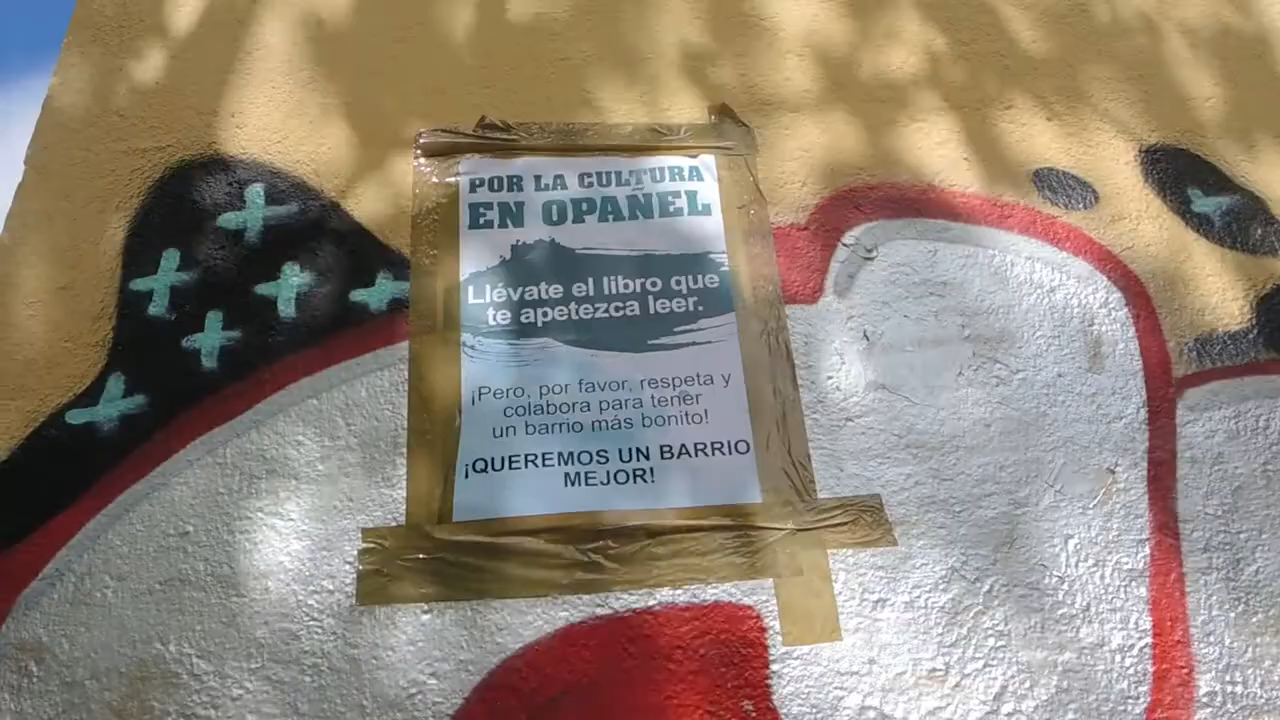 POR LA CULTURA
EN OPAÑEL
Llévate el libro que
te apetezca leer.
¡Pero, por favor, respeta y
colabora para tener
un barrio más bonito!
¡QUEREMOS UN BARRIO
MEJOR!